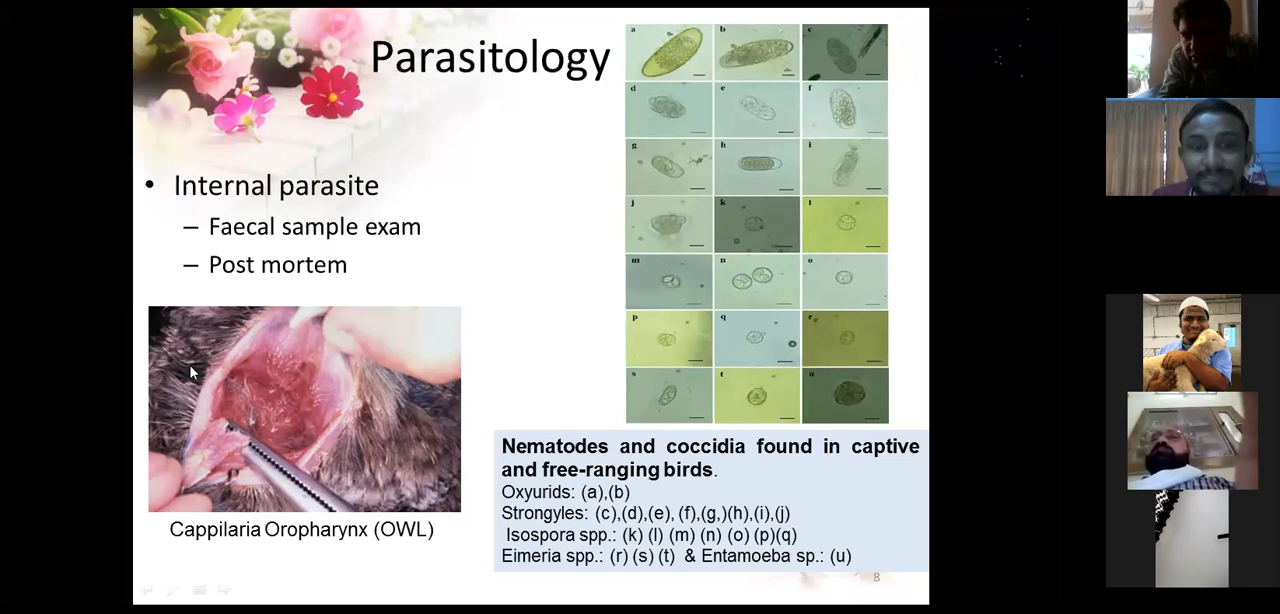 Parasitology
• Internal parasite
– Faecal sample exam
– Post mortem
Cappilaria Oropharynx (OWL)
a b c
d e f
g h i
j k l
m n o
p q r
s t u
Nematodes and coccidia found in captive
and free-ranging birds.
Oxyurids: (a),(b)
Strongyles: (c),(d),(e), (f),(g,)(h),(i),(j)
Isospora spp.: (k) (l) (m) (n) (o) (p)(q)
Eimeria spp.: (r) (s) (t) & Entamoeba sp.: (u)
8